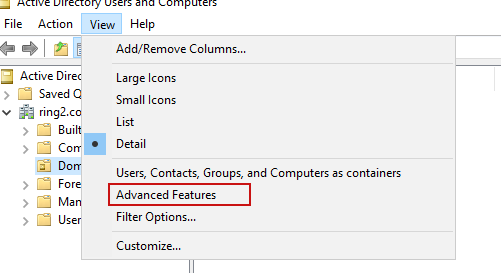 Active Directory Users and Computers
File Action View Help
Add/Remove Columns...
Active Direc
Large Icons
Saved Q
Small Icons
ring2.co
List
Built
Detail
Com
Dom
Users, Contacts, Groups, and Computers as containers
Fore
Advanced Features
Man
Filter Options...
User
Customize...